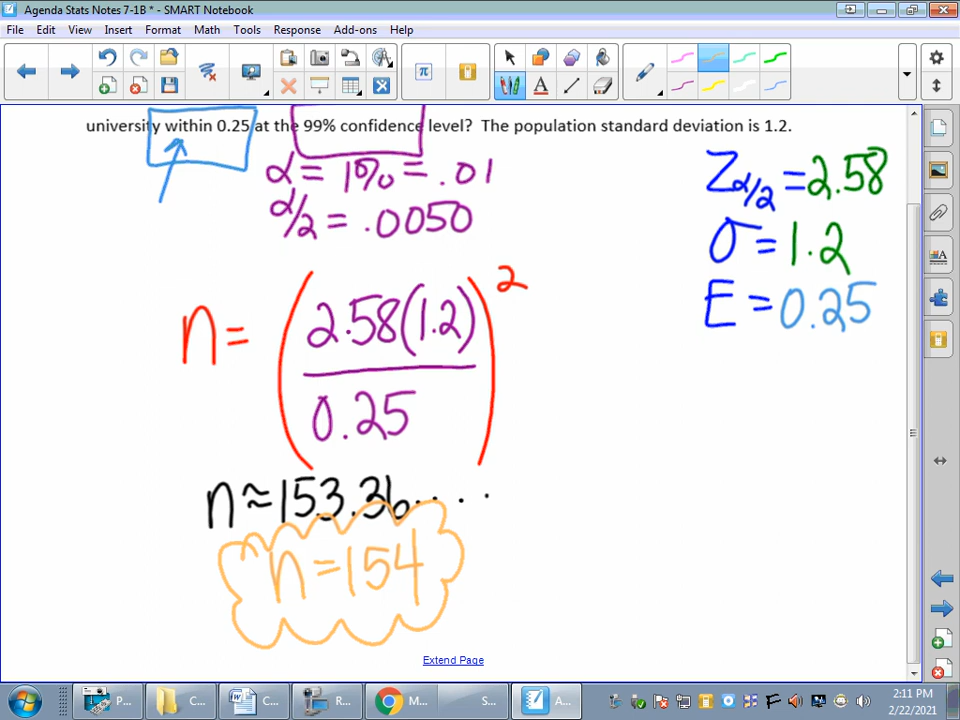 Agenda Stats Notes 7-1B * - SMART Notebook
File Edit View Insert Format Math Tools Response Add-ons Help
university within 0.25 at the 99% confidence level? The population standard deviation is 1.2.
α = 1% = .01
α/2 = .0050
Zα/2 = 2.58
σ = 1.2
E = 0.25
n = (2.58(1.2)/0.25)²
n ≈ 153.36....
n = 154
Extend Page
P... C... C... R... M... S... A...
2:11 PM
2/22/2021